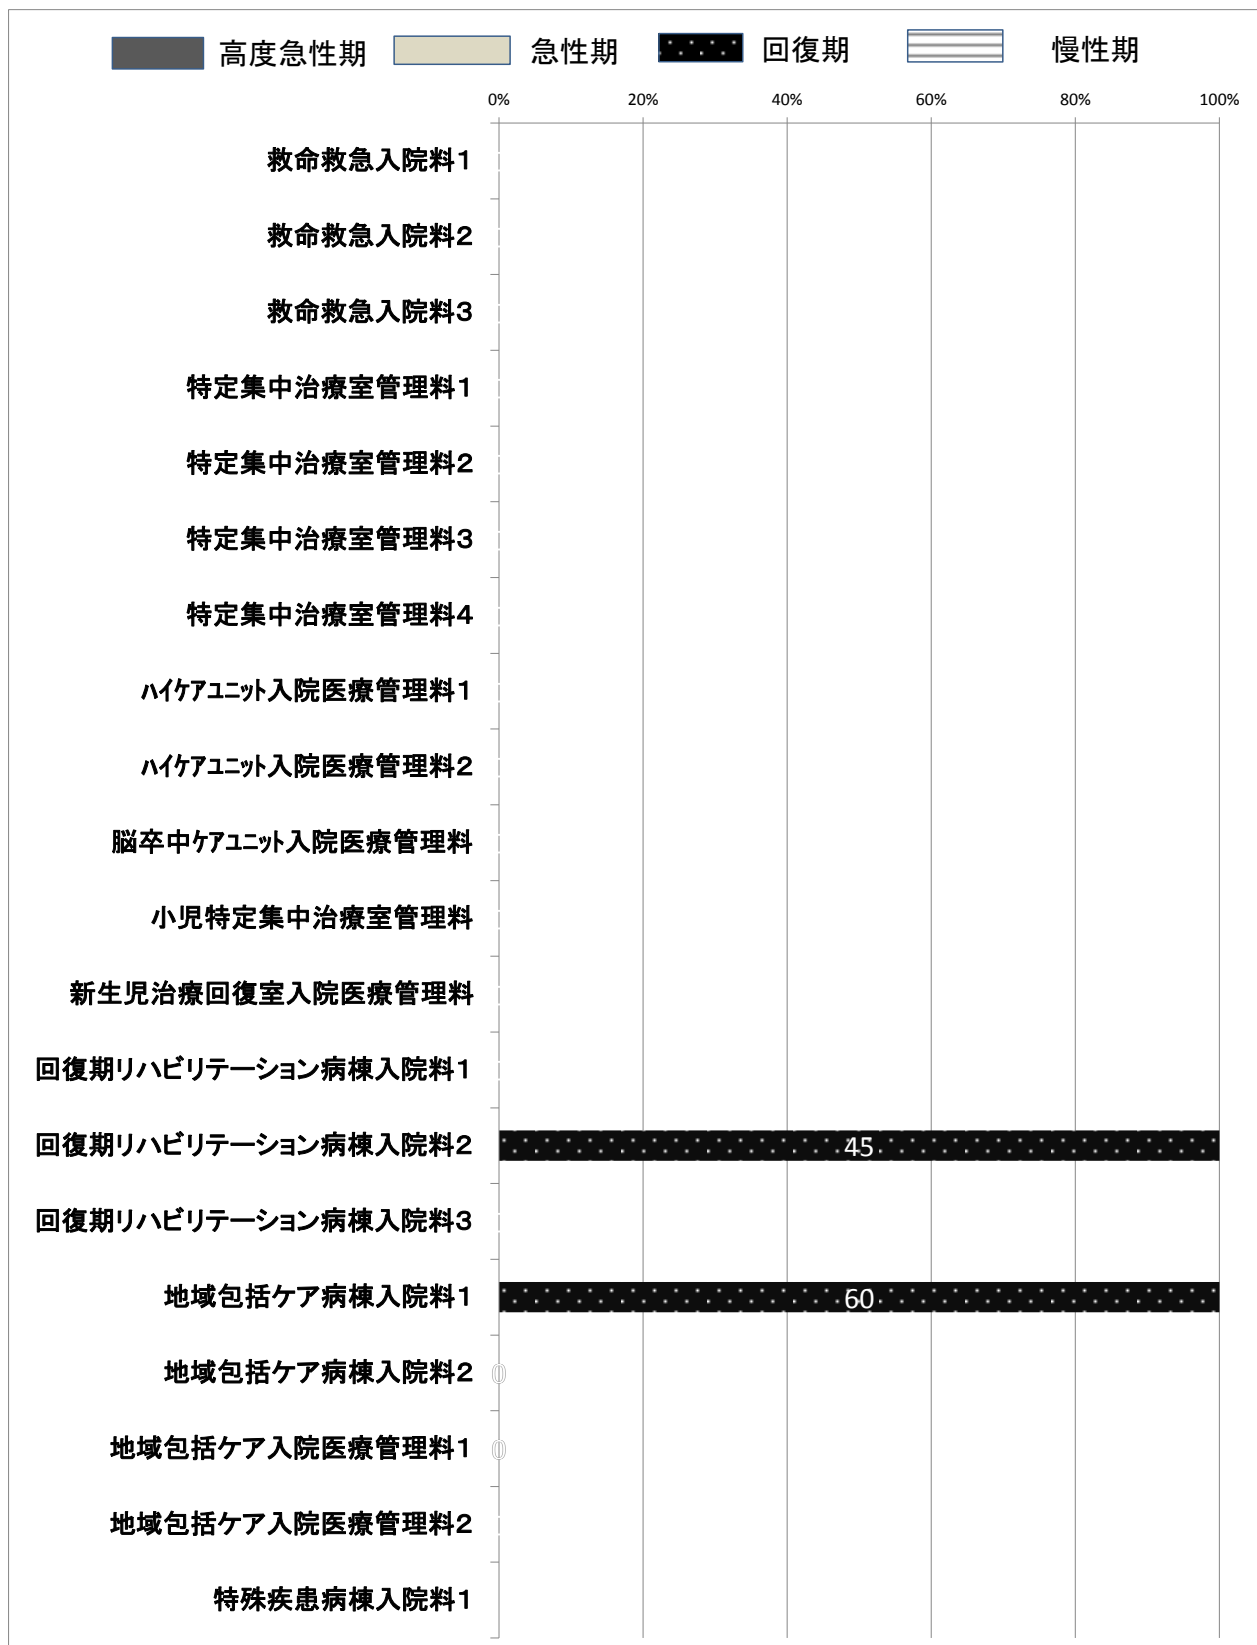 高度急性期 急性期 回復期 慢性期
0% 20% 40% 60% 80% 100%
救命救急入院料１
救命救急入院料２
救命救急入院料３
特定集中治療室管理料１
特定集中治療室管理料２
特定集中治療室管理料３
特定集中治療室管理料４
ﾊｲｹｱﾕﾆｯﾄ入院医療管理料１
ﾊｲｹｱﾕﾆｯﾄ入院医療管理料２
脳卒中ｹｱﾕﾆｯﾄ入院医療管理料
小児特定集中治療室管理料
新生児治療回復室入院医療管理料
回復期リハビリテーション病棟入院料１
回復期リハビリテーション病棟入院料２ 45
回復期リハビリテーション病棟入院料３
地域包括ケア病棟入院料１ 60
地域包括ケア病棟入院料２ 0
地域包括ケア入院医療管理料１ 0
地域包括ケア入院医療管理料２
特殊疾患病棟入院料１